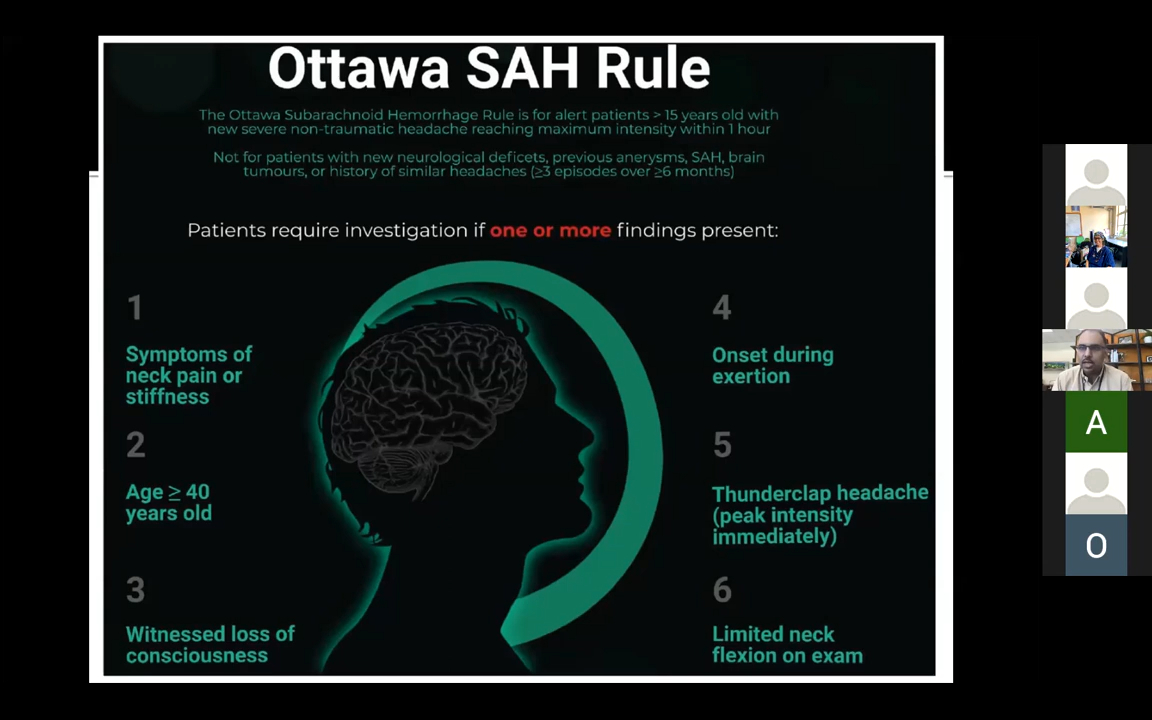 Ottawa SAH Rule
The Ottawa Subarachnoid Hemorrhage Rule is for alert patients > 15 years old with
new severe non-traumatic headache reaching maximum intensity within 1 hour
Not for patients with new neurological deficets, previous anerysms, SAH, brain
tumours, or history of similar headaches (≥3 episodes over ≥6 months)
Patients require investigation if one or more findings present:
1
Symptoms of
neck pain or
stiffness
2
Age ≥ 40
years old
3
Witnessed loss of
consciousness
4
Onset during
exertion
5
Thunderclap headache
(peak intensity
immediately)
6
Limited neck
flexion on exam
A
O